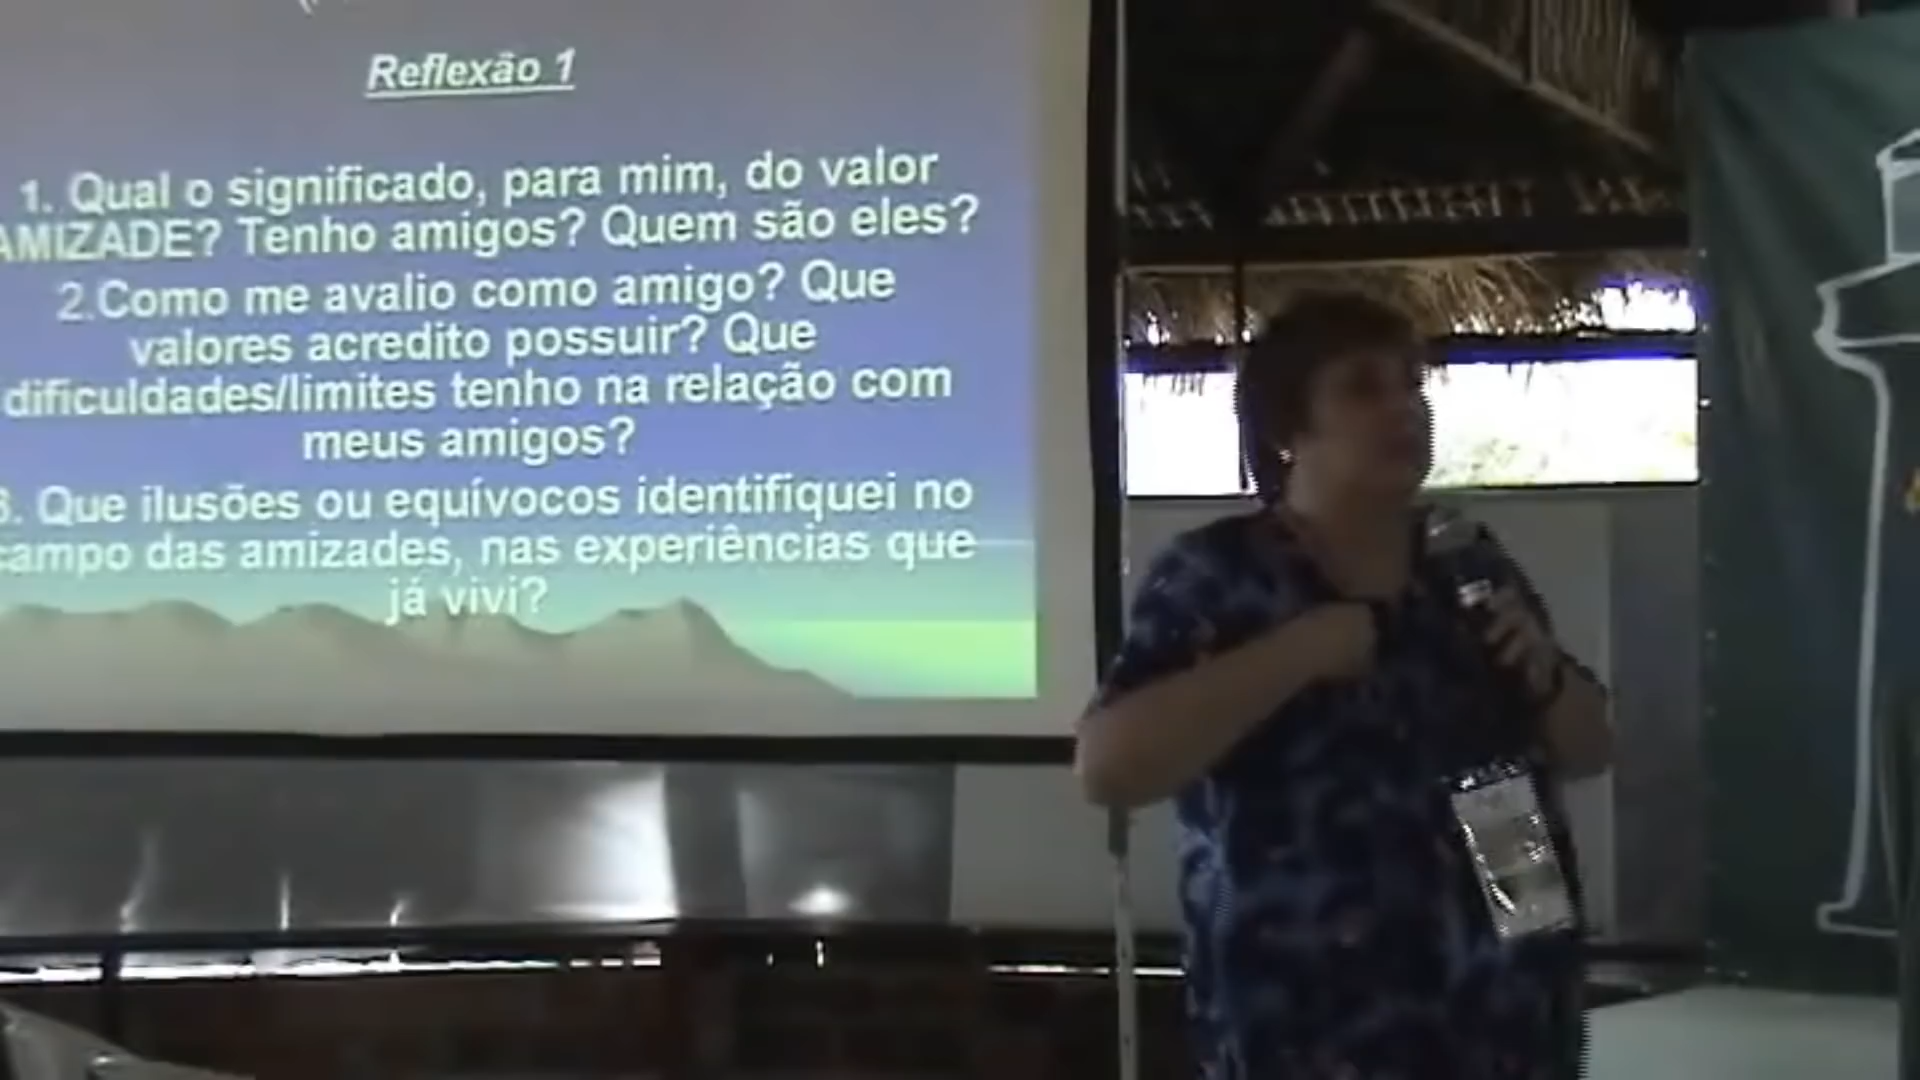 Reflexão 1
1. Qual o significado, para mim, do valor
AMIZADE? Tenho amigos? Quem são eles?
2.Como me avalio como amigo? Que
valores acredito possuir? Que
dificuldades/limites tenho na relação com
meus amigos?
3. Que ilusões ou equívocos identifiquei no
campo das amizades, nas experiências que
já vivi?